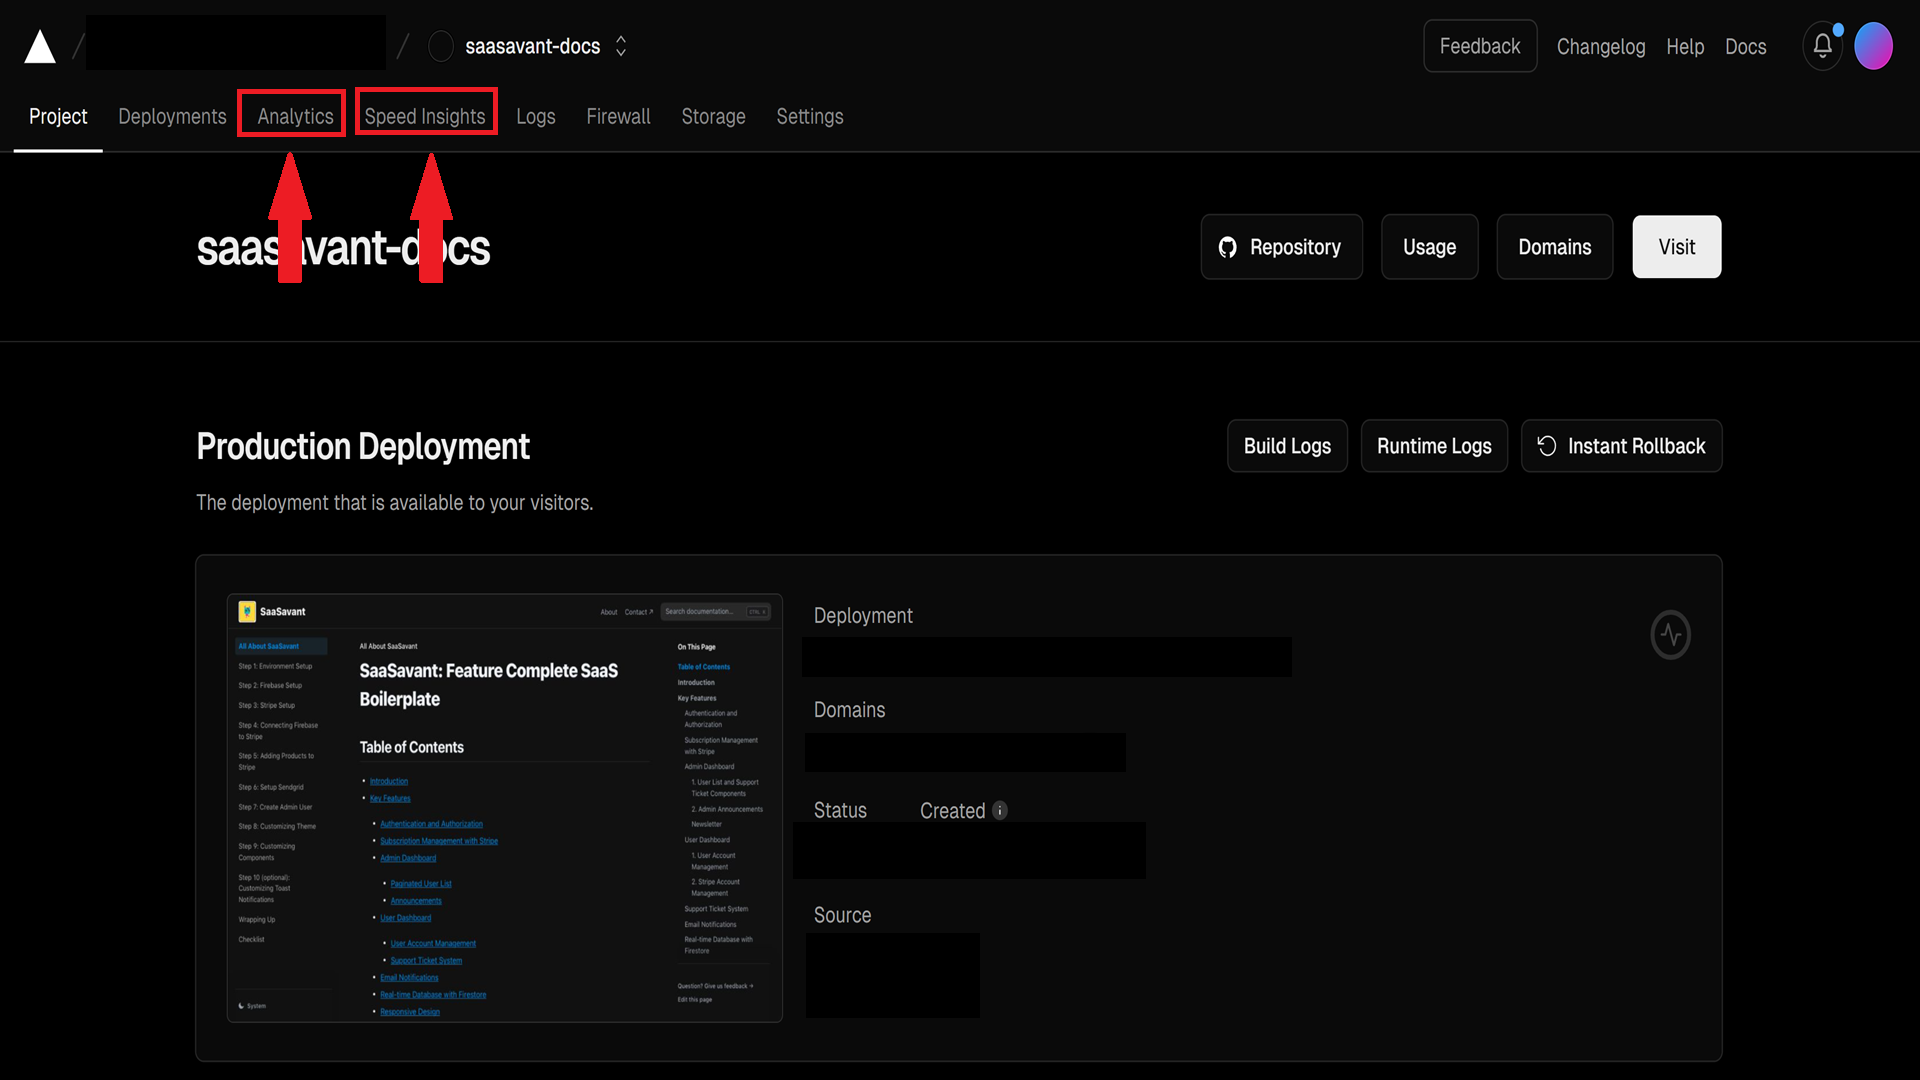 saasavant-docs
Feedback Changelog Help Docs
Project Deployments Analytics Speed Insights Logs Firewall Storage Settings
saasavant-docs
Repository Usage Domains Visit
Production Deployment
The deployment that is available to your visitors.
Build Logs Runtime Logs Instant Rollback
SaaSavant
About Contact ↗ Search documentation... CTRL K
All About SaaSavant
Step 1: Environment Setup
Step 2: Firebase Setup
Step 3: Stripe Setup
Step 4: Connecting Firebase
to Stripe
Step 5: Adding Products to
Stripe
Step 6: Setup Sendgrid
Step 7: Create Admin User
Step 8: Customizing Theme
Step 9: Customizing
Components
Step 10 (optional):
Customizing Toast
Notifications
Wrapping Up
Checklist
System
All About SaaSavant
SaaSavant: Feature Complete SaaS
Boilerplate
Table of Contents
• Introduction
• Key Features
• Authentication and Authorization
• Subscription Management with Stripe
• Admin Dashboard
• Paginated User List
• Announcements
• User Dashboard
• User Account Management
• Support Ticket System
• Email Notifications
• Real-time Database with Firestore
• Responsive Design
On This Page
Table of Contents
Introduction
Key Features
Authentication and
Authorization
Subscription Management
with Stripe
Admin Dashboard
1. User List and Support
Ticket Components
2. Admin Announcements
Newsletter
User Dashboard
1. User Account
Management
2. Stripe Account
Management
Support Ticket System
Email Notifications
Real-time Database with
Firestore
Question? Give us feedback →
Edit this page
Deployment
Domains
Status Created
Source